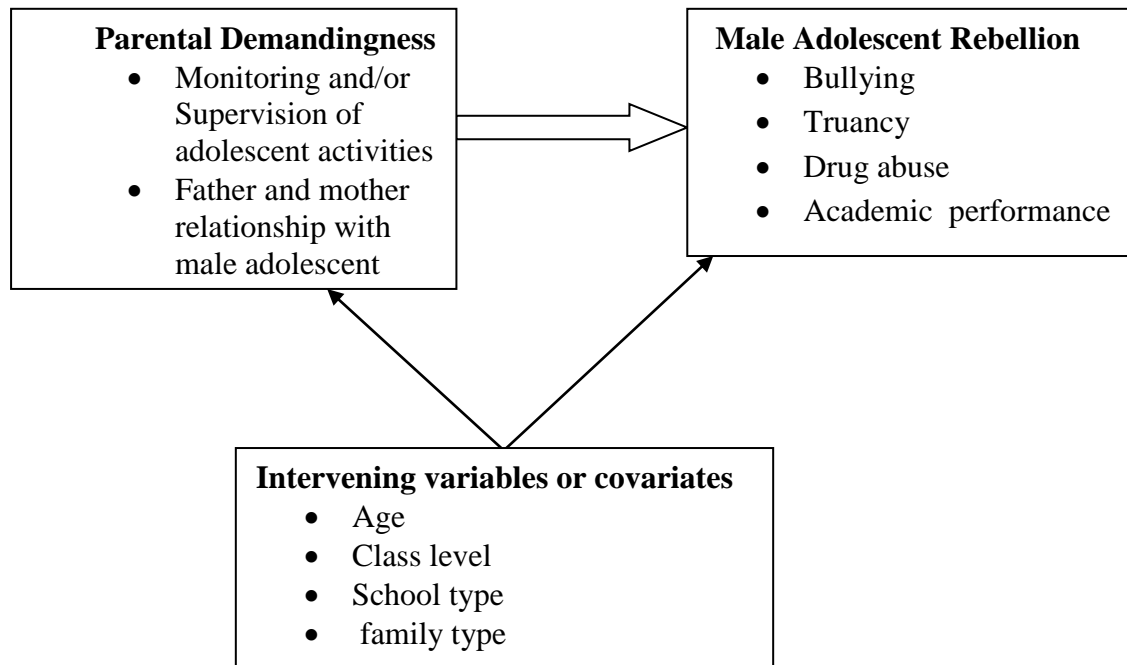 Parental Demandingness
• Monitoring and/or
Supervision of
adolescent activities
• Father and mother
relationship with
male adolescent
Male Adolescent Rebellion
• Bullying
• Truancy
• Drug abuse
• Academic performance
Intervening variables or covariates
• Age
• Class level
• School type
• family type